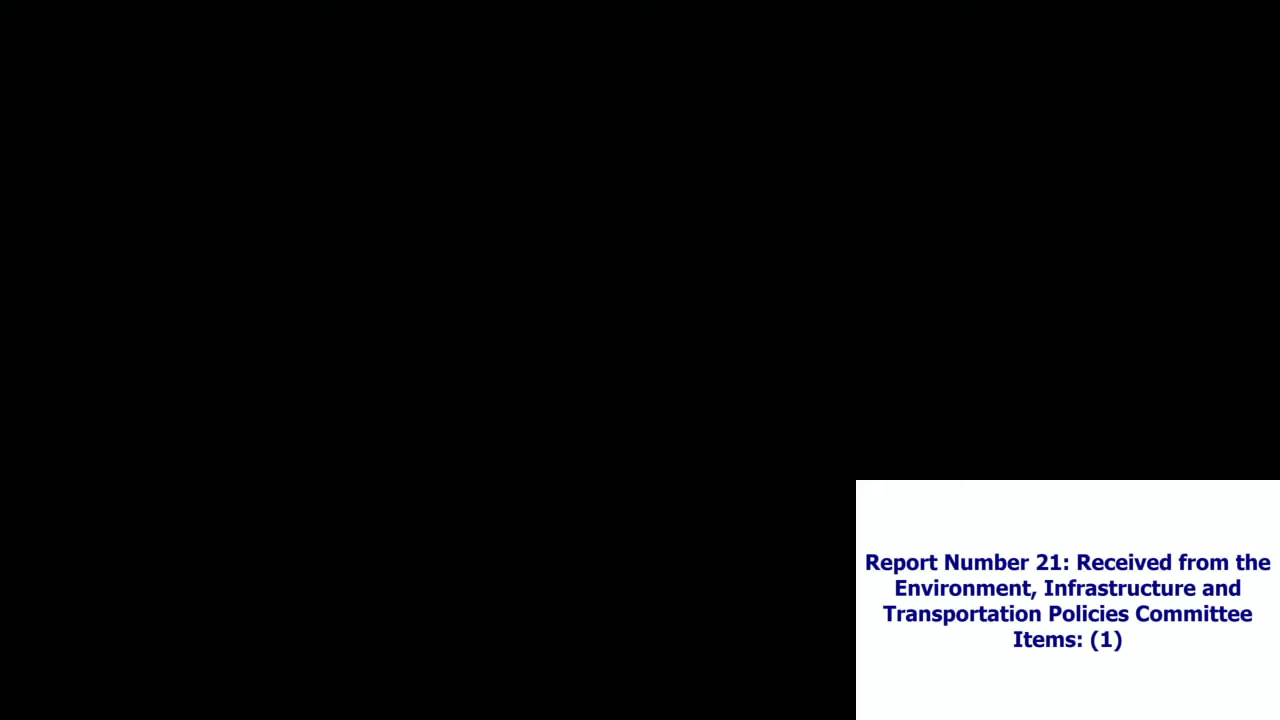 Report Number 21: Received from the
Environment, Infrastructure and
Transportation Policies Committee
Items: (1)